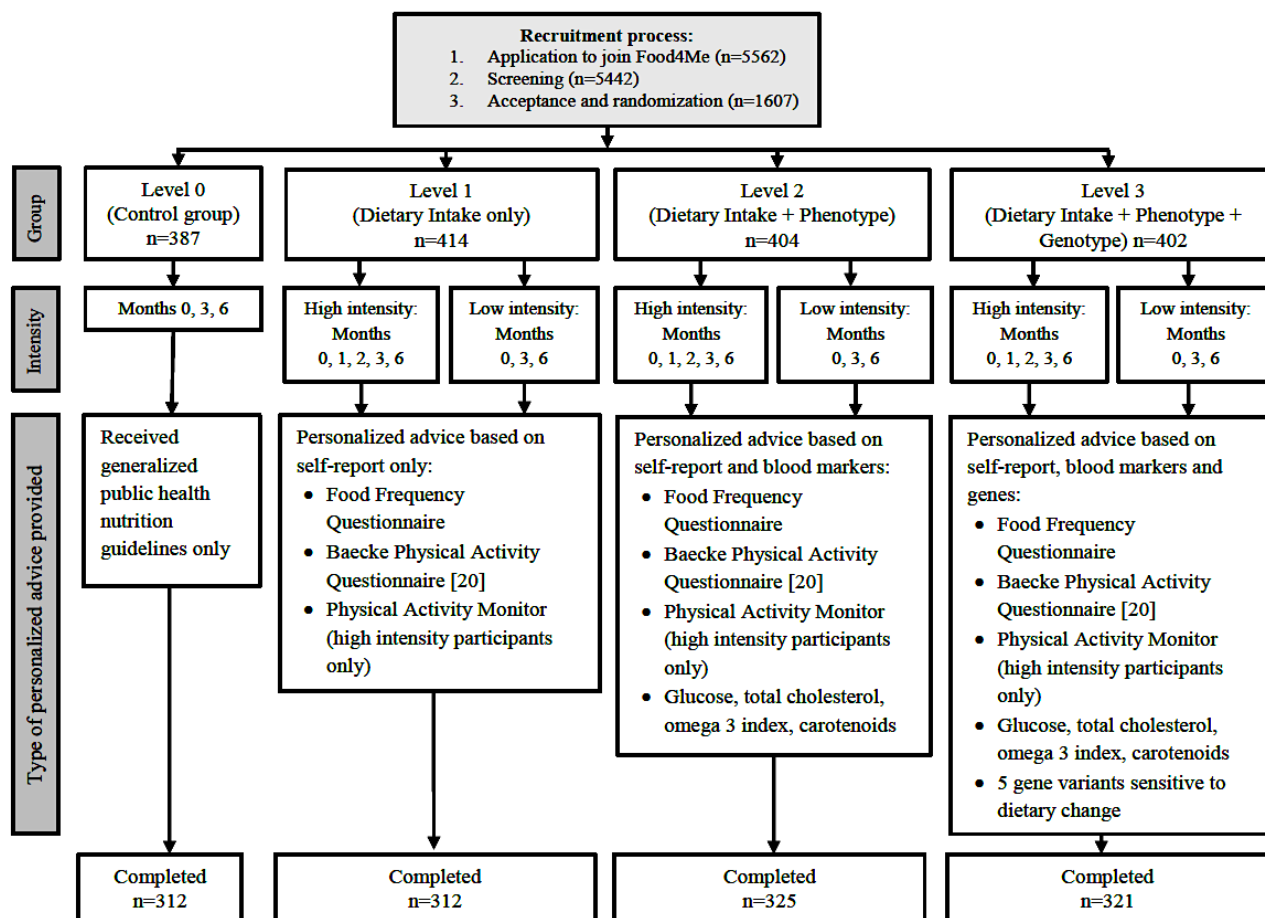 Recruitment process:
1. Application to join Food4Me (n=5562)
2. Screening (n=5442)
3. Acceptance and randomization (n=1607)
Group
Level 0
(Control group)
n=387
Level 1
(Dietary Intake only)
n=414
Level 2
(Dietary Intake + Phenotype)
n=404
Level 3
(Dietary Intake + Phenotype +
Genotype) n=402
Intensity
Months 0, 3, 6
High intensity:
Months
0, 1, 2, 3, 6
Low intensity:
Months
0, 3, 6
High intensity:
Months
0, 1, 2, 3, 6
Low intensity:
Months
0, 3, 6
High intensity:
Months
0, 1, 2, 3, 6
Low intensity:
Months
0, 3, 6
Type of personalized advice provided
Received
generalized
public health
nutrition
guidelines only
Personalized advice based on
self-report only:
• Food Frequency
Questionnaire
• Baecke Physical Activity
Questionnaire [20]
• Physical Activity Monitor
(high intensity participants
only)
Personalized advice based on
self-report and blood markers:
• Food Frequency
Questionnaire
• Baecke Physical Activity
Questionnaire [20]
• Physical Activity Monitor
(high intensity participants
only)
• Glucose, total cholesterol,
omega 3 index, carotenoids
Personalized advice based on
self-report, blood markers and
genes:
• Food Frequency
Questionnaire
• Baecke Physical Activity
Questionnaire [20]
• Physical Activity Monitor
(high intensity participants
only)
• Glucose, total cholesterol,
omega 3 index, carotenoids
• 5 gene variants sensitive to
dietary change
Completed
n=312
Completed
n=312
Completed
n=325
Completed
n=321